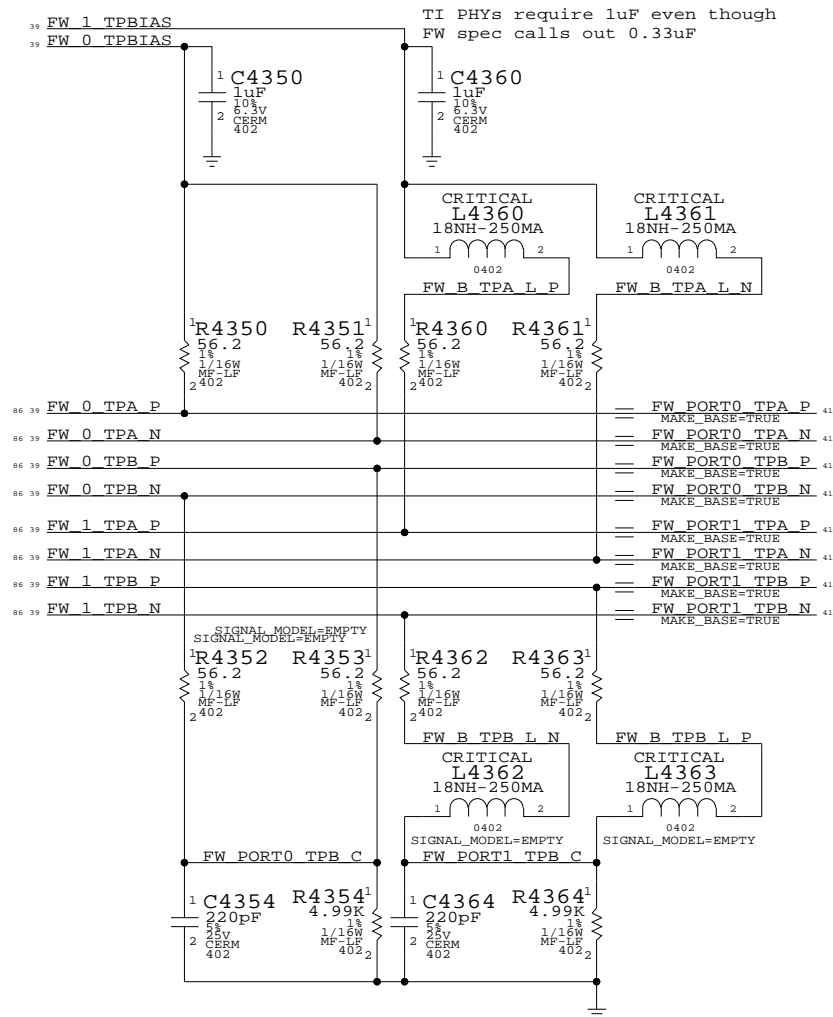 TI PHYs require 1uF even though
FW spec calls out 0.33uF
39 FW_1_TPBIAS
39 FW_0_TPBIAS
1 C4350
1uF
10%
6.3V
2 CERM
402
1 C4360
1uF
10%
6.3V
2 CERM
402
CRITICAL
L4360
18NH-250MA
1 2
0402
FW_B_TPA_L_P
CRITICAL
L4361
18NH-250MA
1 2
0402
FW_B_TPA_L_N
1 R4350
56.2
1%
1/16W
MF-LF
2 402
R4351 1
56.2
1%
1/16W
MF-LF
402 2
1 R4360
56.2
1%
1/16W
MF-LF
2 402
R4361 1
56.2
1%
1/16W
MF-LF
402 2
86 39 FW_0_TPA_P FW_PORT0_TPA_P 41
MAKE_BASE=TRUE
86 39 FW_0_TPA_N FW_PORT0_TPA_N 41
MAKE_BASE=TRUE
86 39 FW_0_TPB_P FW_PORT0_TPB_P 41
MAKE_BASE=TRUE
86 39 FW_0_TPB_N FW_PORT0_TPB_N 41
MAKE_BASE=TRUE
86 39 FW_1_TPA_P FW_PORT1_TPA_P 41
MAKE_BASE=TRUE
86 39 FW_1_TPA_N FW_PORT1_TPA_N 41
MAKE_BASE=TRUE
86 39 FW_1_TPB_P FW_PORT1_TPB_P 41
MAKE_BASE=TRUE
86 39 FW_1_TPB_N FW_PORT1_TPB_N 41
MAKE_BASE=TRUE
SIGNAL_MODEL=EMPTY
SIGNAL_MODEL=EMPTY
1 R4352
56.2
1%
1/16W
MF-LF
2 402
R4353 1
56.2
1%
1/16W
MF-LF
402 2
1 R4362
56.2
1%
1/16W
MF-LF
2 402
R4363 1
56.2
1%
1/16W
MF-LF
402 2
FW_B_TPB_L_N
CRITICAL
L4362
18NH-250MA
1 2
0402
SIGNAL_MODEL=EMPTY
FW_B_TPB_L_P
CRITICAL
L4363
18NH-250MA
1 2
0402
SIGNAL_MODEL=EMPTY
FW_PORT0_TPB_C
FW_PORT1_TPB_C
1 C4354
220pF
5%
25V
2 CERM
402
R4354 1
4.99K
1%
1/16W
MF-LF
402 2
1 C4364
220pF
5%
25V
2 CERM
402
R4364 1
4.99K
1%
1/16W
MF-LF
402 2